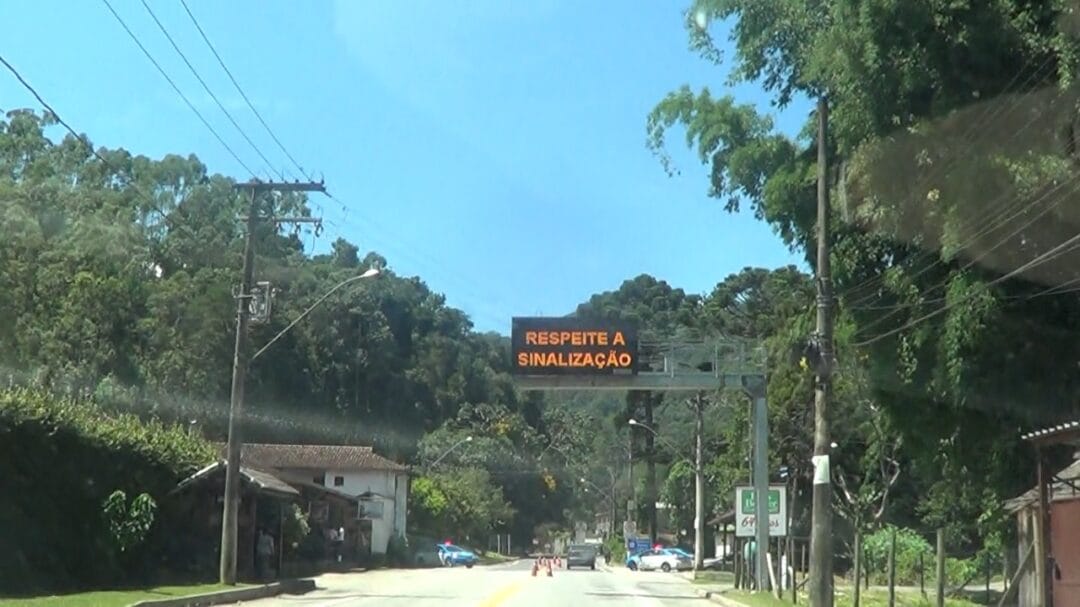 RESPEITE A
SINALIZAÇÃO